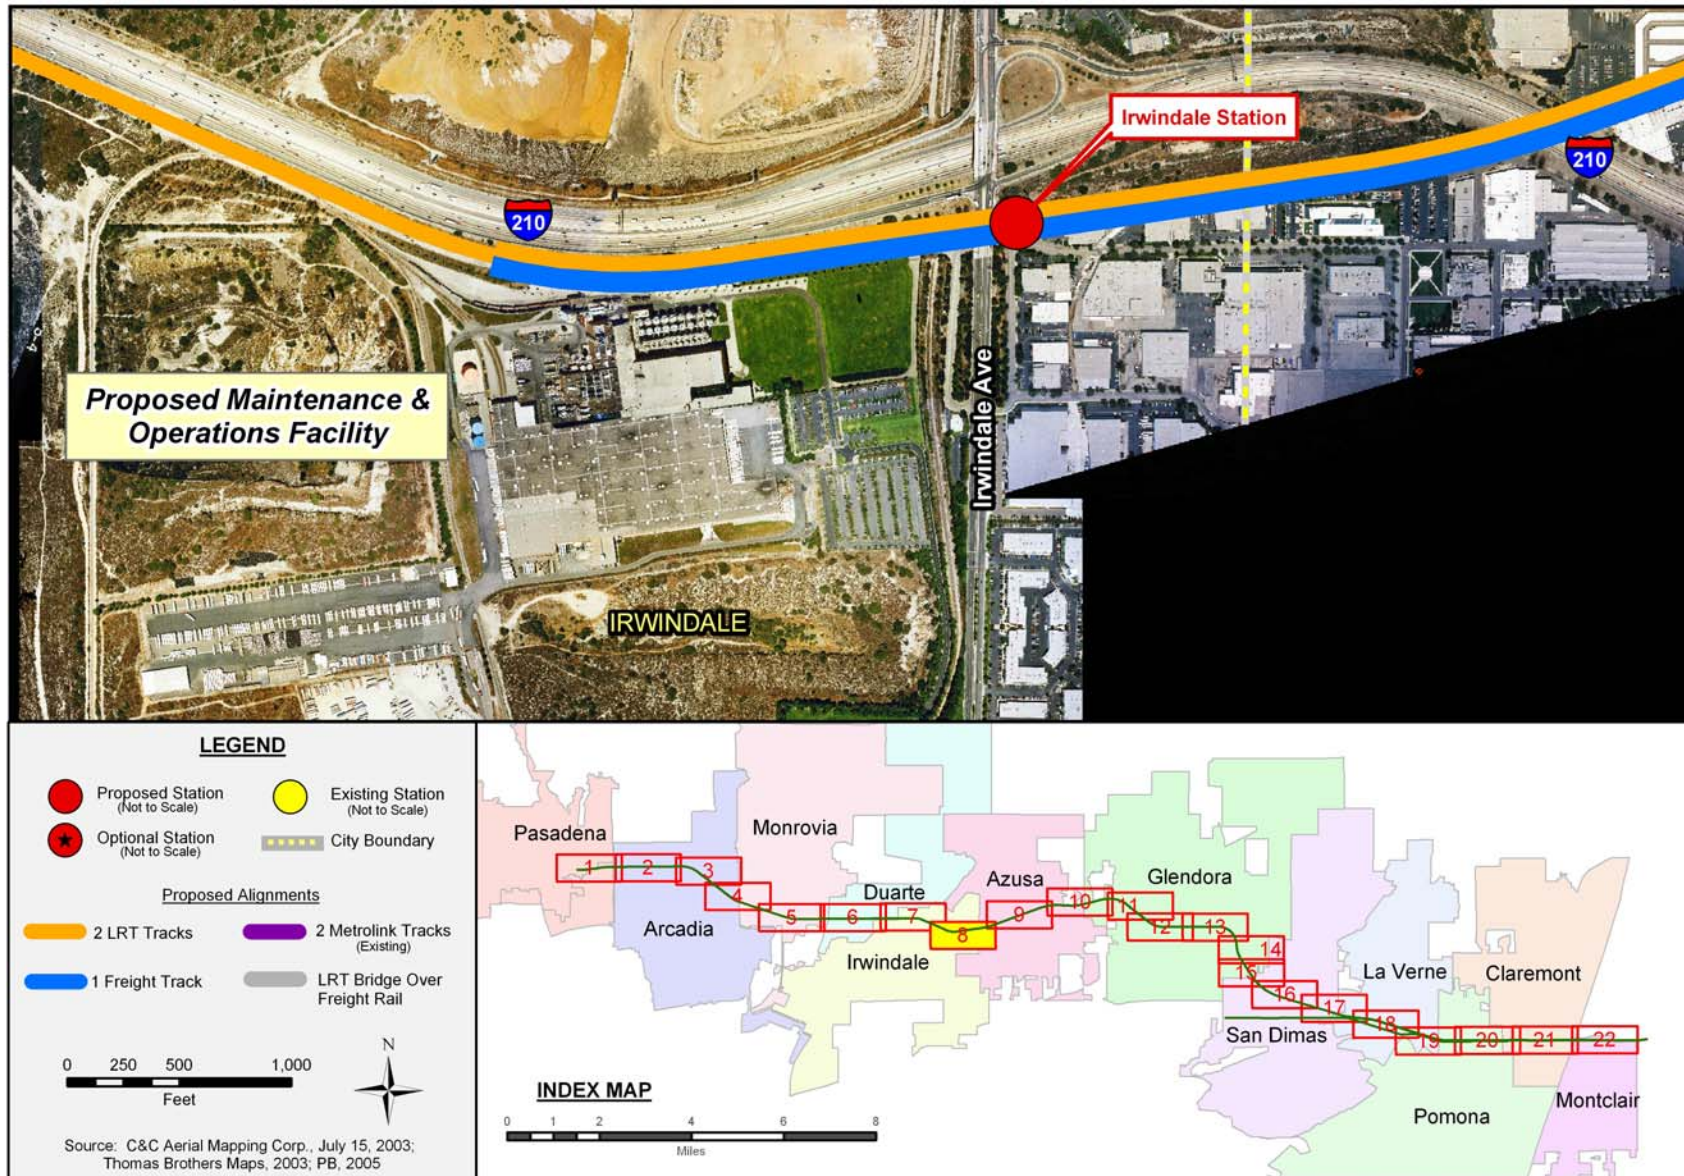 Irwindale Station
210
210
Proposed Maintenance &
Operations Facility
Irwindale Ave
IRWINDALE
LEGEND
Proposed Station
(Not to Scale)
Existing Station
(Not to Scale)
Optional Station
(Not to Scale)
City Boundary
Proposed Alignments
2 LRT Tracks
2 Metrolink Tracks
(Existing)
1 Freight Track
LRT Bridge Over
Freight Rail
0 250 500 1,000
Feet
N
Source: C&C Aerial Mapping Corp., July 15, 2003;
Thomas Brothers Maps, 2003; PB, 2005
Pasadena
Monrovia
Arcadia
Duarte
Azusa
Irwindale
Glendora
La Verne
Claremont
San Dimas
Pomona
Montclair
1
2
3
4
5
6
7
8
9
10
11
12
13
14
15
16
17
18
19
20
21
22
INDEX MAP
0 1 2 4 6 8
Miles